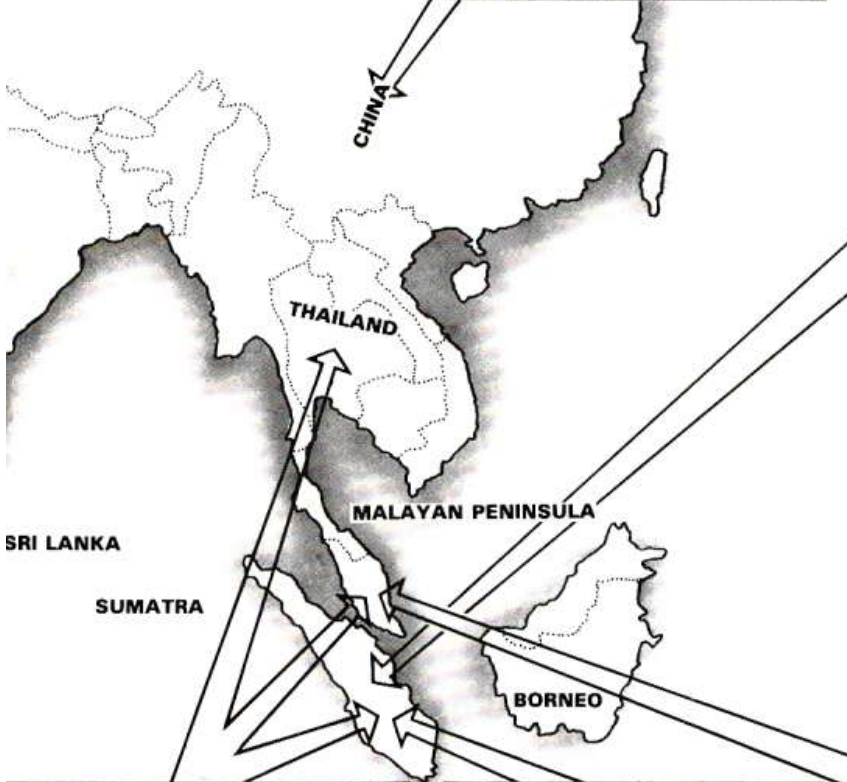 CHINA
THAILAND
MALAYAN PENINSULA
SRI LANKA
SUMATRA
BORNEO